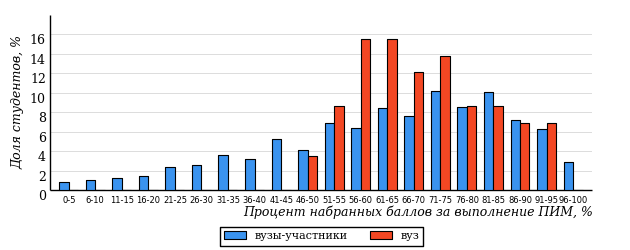 Доля студентов, %
16
14
12
10
8
6
4
2
0
0-5 6-10 11-15 16-20 21-25 26-30 31-35 36-40 41-45 46-50 51-55 56-60 61-65 66-70 71-75 76-80 81-85 86-90 91-95 96-100
Процент набранных баллов за выполнение ПИМ, %
вузы-участники вуз